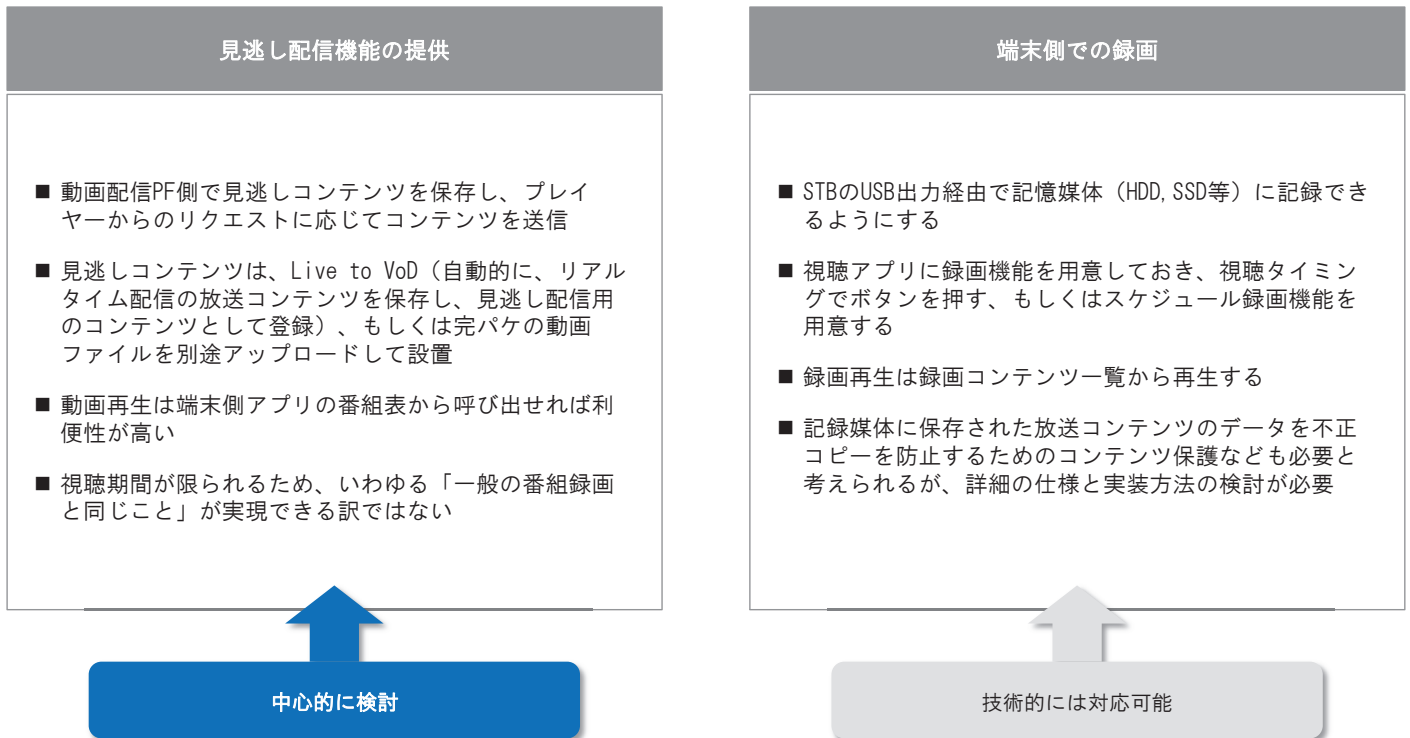 見逃し配信機能の提供
■ 動画配信PF側で見逃しコンテンツを保存し、プレイ
ヤーからのリクエストに応じてコンテンツを送信
■ 見逃しコンテンツは、Live to VoD（自動的に、リアル
タイム配信の放送コンテンツを保存し、見逃し配信用
のコンテンツとして登録）、もしくは完パケの動画
ファイルを別途アップロードして設置
■ 動画再生は端末側アプリの番組表から呼び出せれば利
便性が高い
■ 視聴期間が限られるため、いわゆる「一般の番組録画
と同じこと」が実現できる訳ではない
中心的に検討
端末側での録画
■ STBのUSB出力経由で記憶媒体（HDD,SSD等）に記録でき
るようにする
■ 視聴アプリに録画機能を用意しておき、視聴タイミン
グでボタンを押す、もしくはスケジュール録画機能を
用意する
■ 録画再生は録画コンテンツ一覧から再生する
■ 記録媒体に保存された放送コンテンツのデータを不正
コピーを防止するためのコンテンツ保護なども必要と
考えられるが、詳細の仕様と実装方法の検討が必要
技術的には対応可能